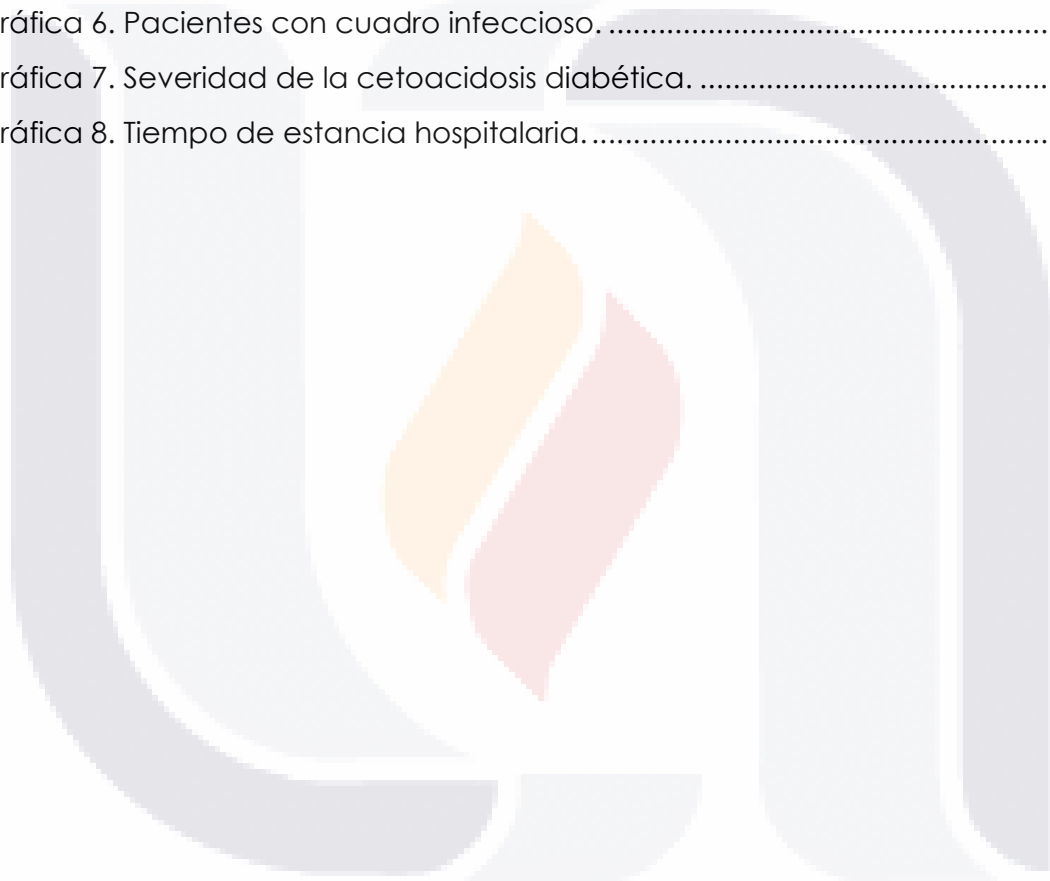 ráfica 6. Pacientes con cuadro infeccioso. ................................................
ráfica 7. Severidad de la cetoacidosis diabética. ......................................
ráfica 8. Tiempo de estancia hospitalaria. .................................................